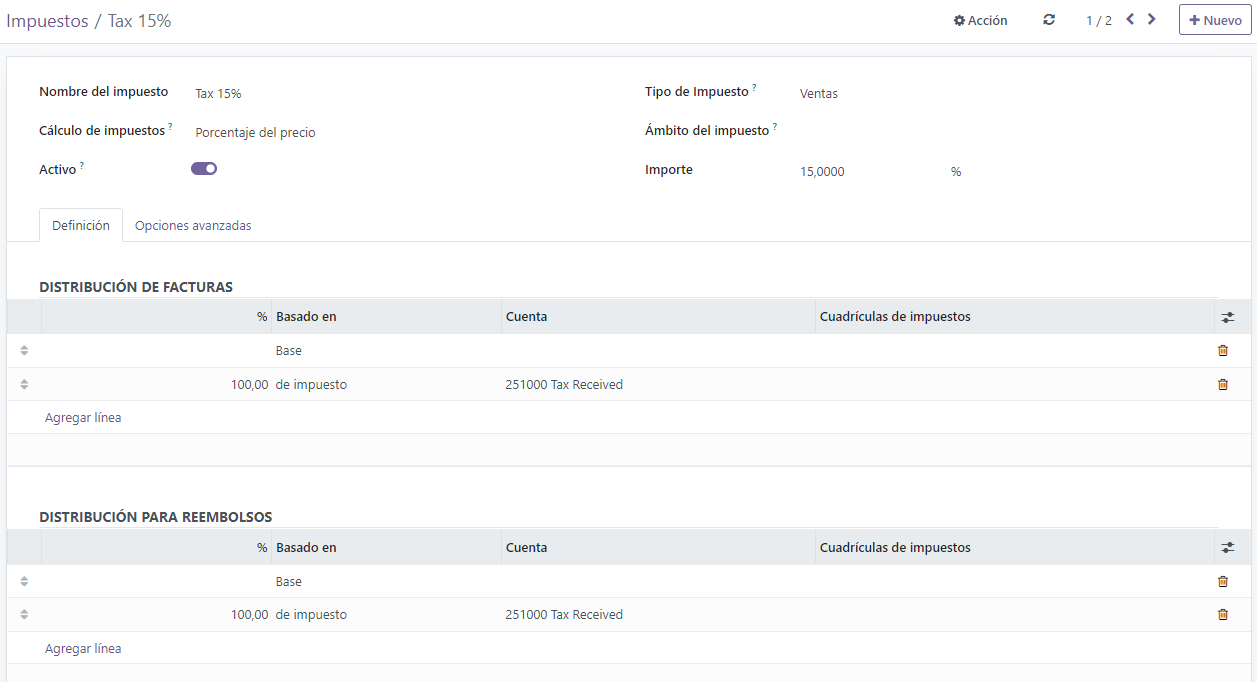 Impuestos / Tax 15% Acción 1 / 2 Nuevo
Nombre del impuesto Tax 15% Tipo de Impuesto ? Ventas
Cálculo de impuestos ? Porcentaje del precio Ámbito del impuesto ?
Activo ? Importe 15,0000 %
Definición Opciones avanzadas
DISTRIBUCIÓN DE FACTURAS
% Basado en Cuenta Cuadrículas de impuestos
Base
100,00 de impuesto 251000 Tax Received
Agregar línea
DISTRIBUCIÓN PARA REEMBOLSOS
% Basado en Cuenta Cuadrículas de impuestos
Base
100,00 de impuesto 251000 Tax Received
Agregar línea